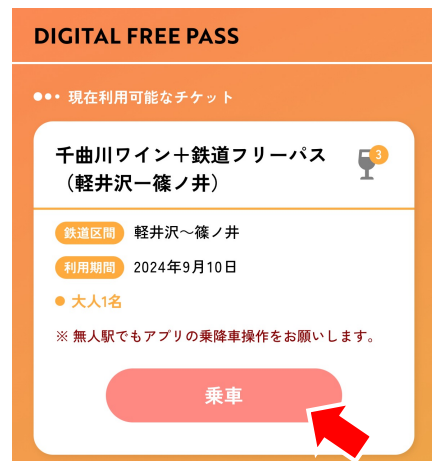 DIGITAL FREE PASS
現在利用可能なチケット
千曲川ワイン＋鉄道フリーパス
（軽井沢ー篠ノ井）
3
鉄道区間 軽井沢〜篠ノ井
利用期間 2024年9月10日
大人1名
※ 無人駅でもアプリの乗降車操作をお願いします。
乗車